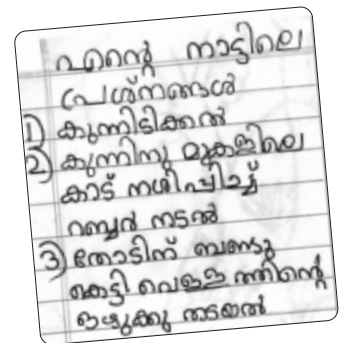 എന്റെ നാട്ടിലെ
പ്രശ്നങ്ങൾ
1) കുന്നിടിക്കൽ
2) കുന്നിനു മുകളിലെ
കാട് നശിപ്പിച്ച്
റബ്ബർ നടൽ
3) തോടിന് ബണ്ടു
കെട്ടി വെള്ളത്തിന്റെ
ഒഴുക്കു തടയൽ